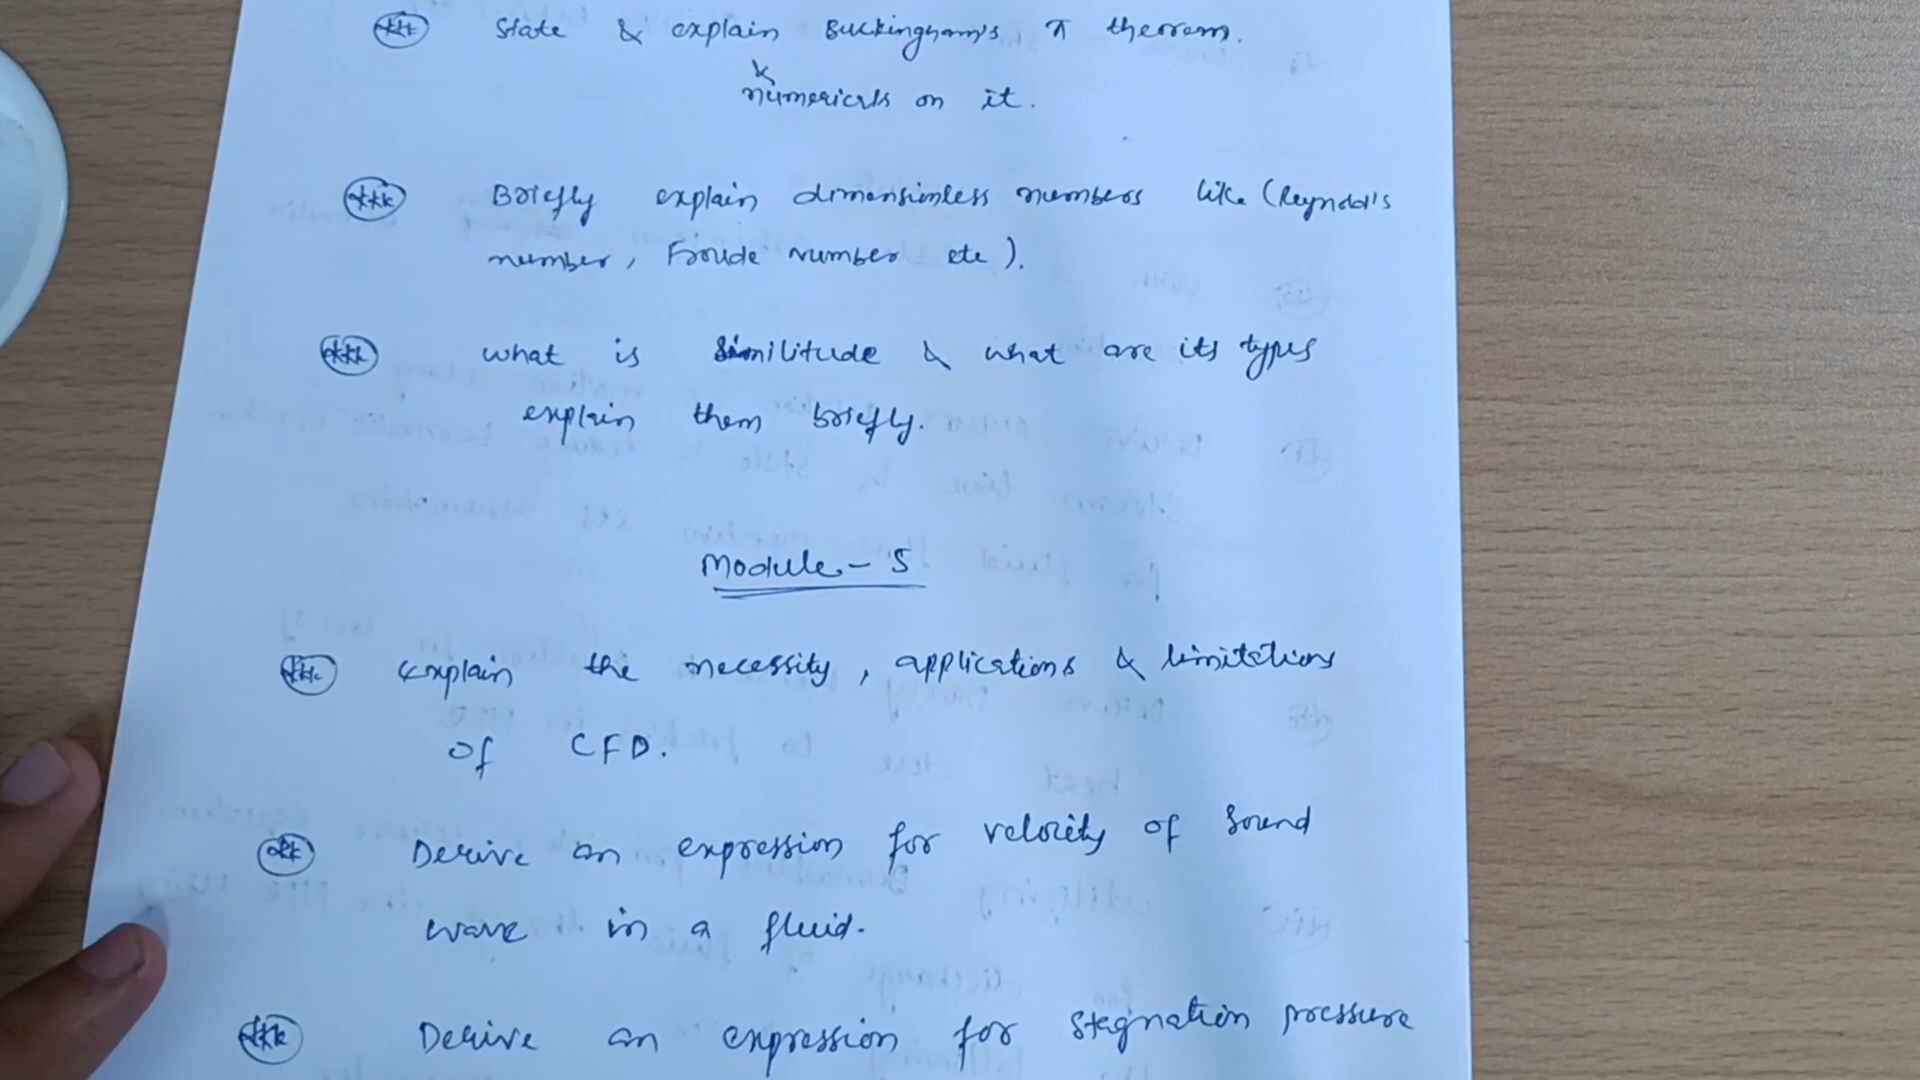 *** State & explain Buckingham's π theorem.
& numericals on it.
*** Briefly explain dimensionless numbers like (Reynold's
number, Froude number etc).
*** what is Similitude & what are its types
explain them briefly.
Module - 5
*** Explain the necessity, applications & limitations
of CFD.
*** Derive an expression for velocity of sound
wave in a fluid.
*** Derive an expression for stagnation pressure